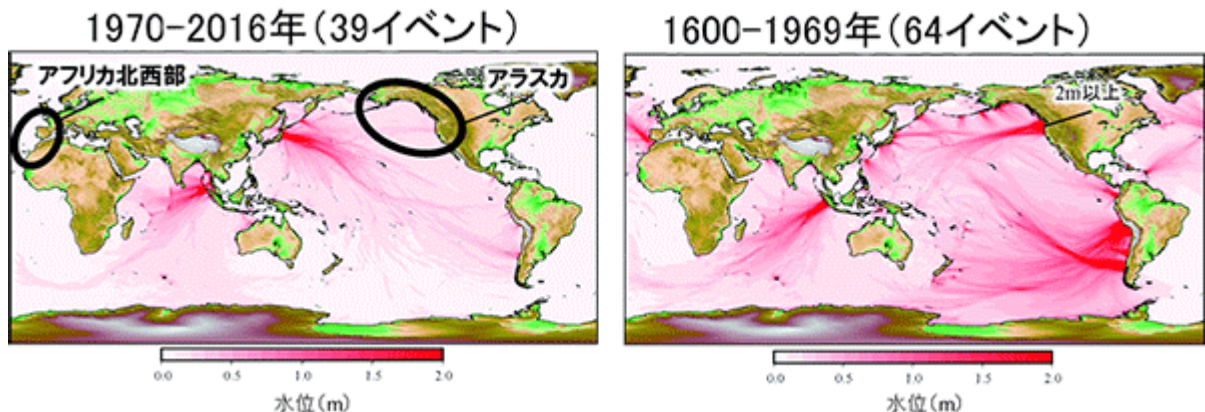 1970-2016年(39イベント)
1600-1969年(64イベント)
アフリカ北西部
アラスカ
2m以上
0.0 0.5 1.0 1.5 2.0
水位(m)
0.0 0.5 1.0 1.5 2.0
水位(m)